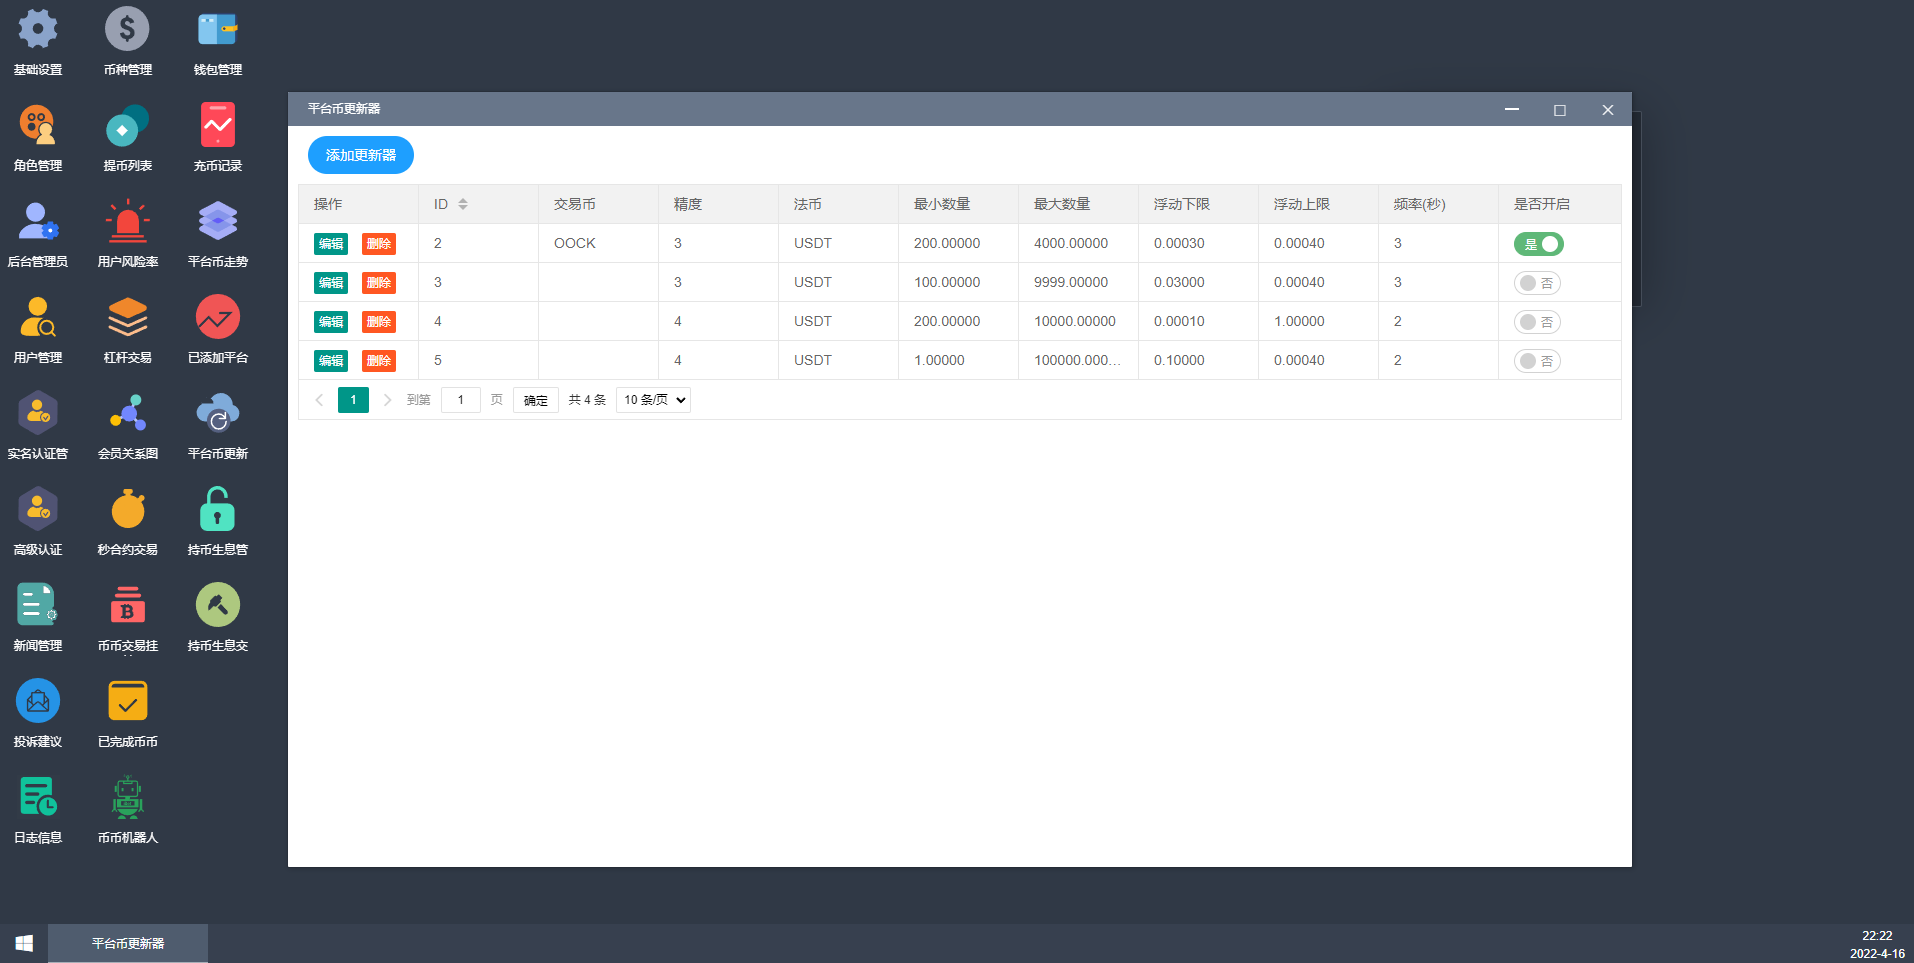 基础设置 币种管理 钱包管理
角色管理 提币列表 充币记录
后台管理员 用户风险率 平台币走势
用户管理 杠杆交易 已添加平台
实名认证管 会员关系图 平台币更新
高级认证 秒合约交易 持币生息管
新闻管理 币币交易挂 持币生息交
投诉建议 已完成币币
日志信息 币币机器人
平台币更新器
添加更新器
操作 ID 交易币 精度 法币 最小数量 最大数量 浮动下限 浮动上限 频率(秒) 是否开启
编辑 删除 2 OOCK 3 USDT 200.00000 4000.00000 0.00030 0.00040 3 是
编辑 删除 3 3 USDT 100.00000 9999.00000 0.03000 0.00040 3 否
编辑 删除 4 4 USDT 200.00000 10000.00000 0.00010 1.00000 2 否
编辑 删除 5 4 USDT 1.00000 100000.000... 0.10000 0.00040 2 否
1 到第 1 页 确定 共 4 条 10 条/页
平台币更新器
22:22
2022-4-16